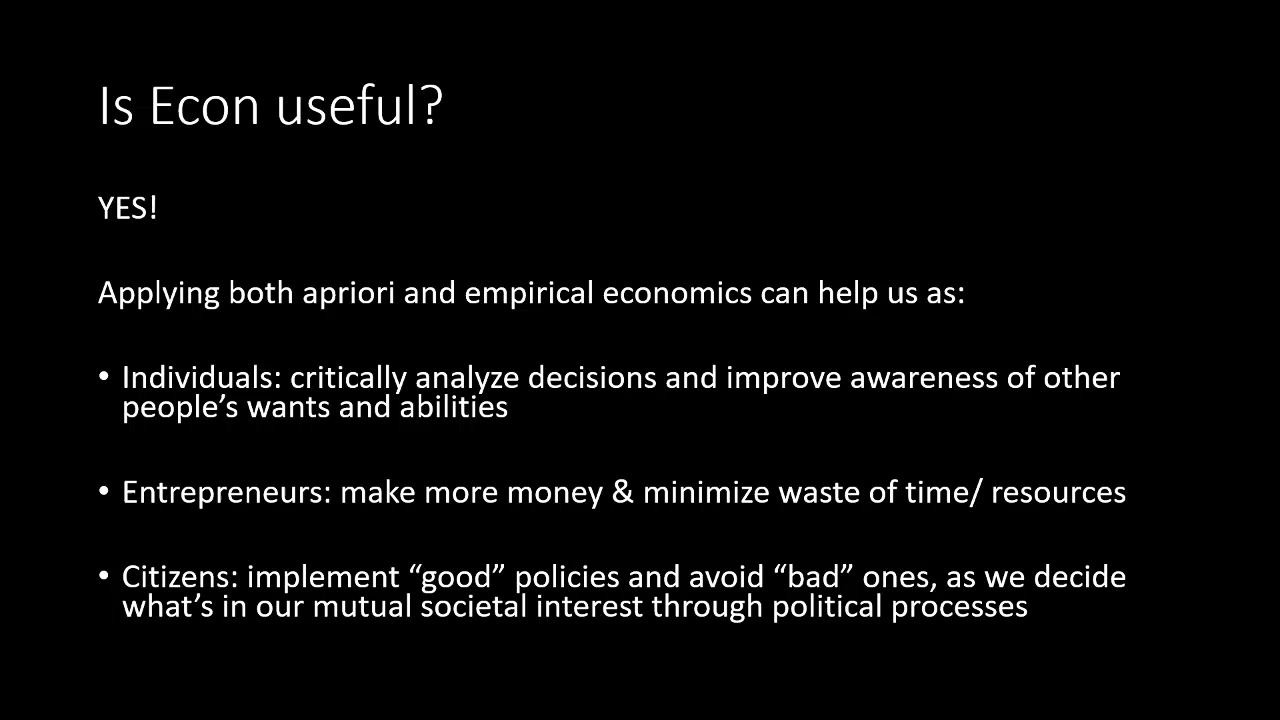 Is Econ useful?
YES!
Applying both apriori and empirical economics can help us as:
• Individuals: critically analyze decisions and improve awareness of other
people’s wants and abilities
• Entrepreneurs: make more money & minimize waste of time/ resources
• Citizens: implement “good” policies and avoid “bad” ones, as we decide
what’s in our mutual societal interest through political processes